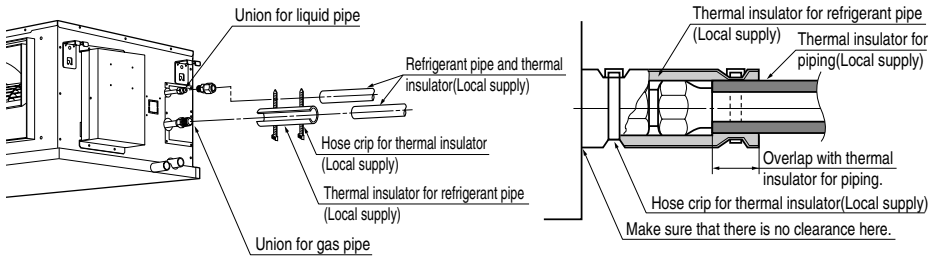 Union for liquid pipe
Refrigerant pipe and thermal
insulator(Local supply)
Hose crip for thermal insulator
(Local supply)
Thermal insulator for refrigerant pipe
(Local supply)
Union for gas pipe
Thermal insulator for refrigerant pipe
(Local supply)
Thermal insulator for
piping(Local supply)
Overlap with thermal
insulator for piping.
Hose crip for thermal insulator(Local supply)
Make sure that there is no clearance here.